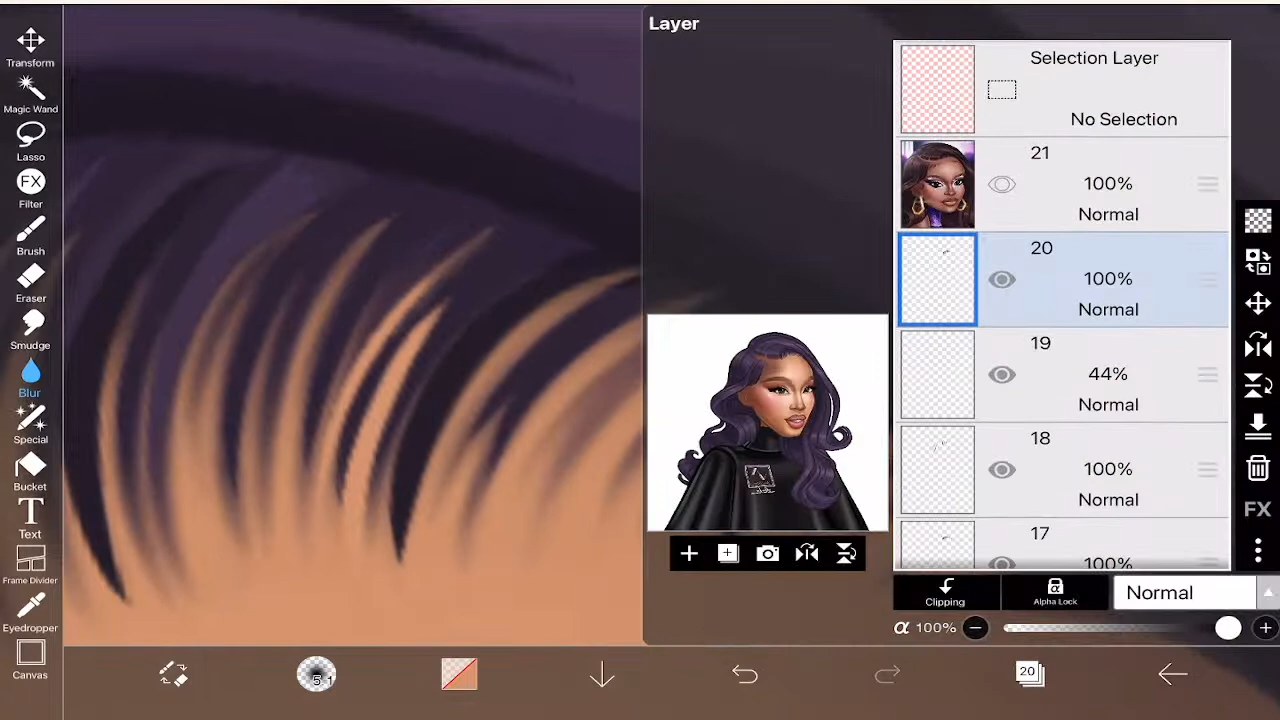 Layer
Transform
Magic Wand
Lasso
FX
Filter
Brush
Eraser
Smudge
Blur
Special
Bucket
T
Text
Frame Divider
Eyedropper
Canvas
Selection Layer
No Selection
21
100%
Normal
20
100%
Normal
19
44%
Normal
18
100%
Normal
17
100%
Clipping
α
Alpha Lock
Normal
α 100%
FX
5.1
20